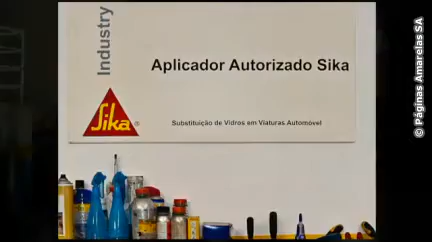 Industry
Aplicador Autorizado Sika
Sika®
Substituição de Vidros em Viaturas Automóvel
© Páginas Amarelas SA